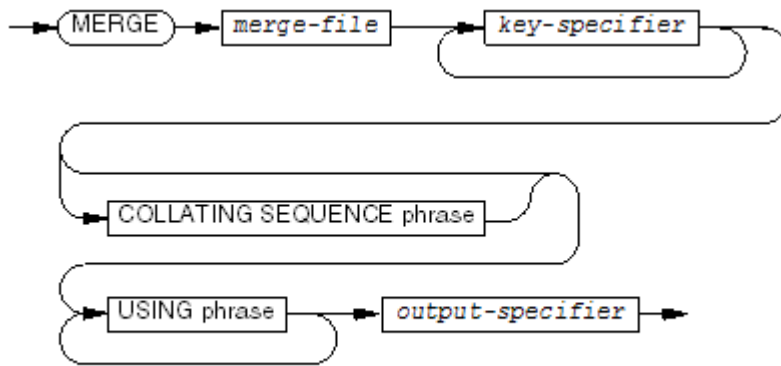 MERGE merge-file key-specifier
COLLATING SEQUENCE phrase
USING phrase output-specifier